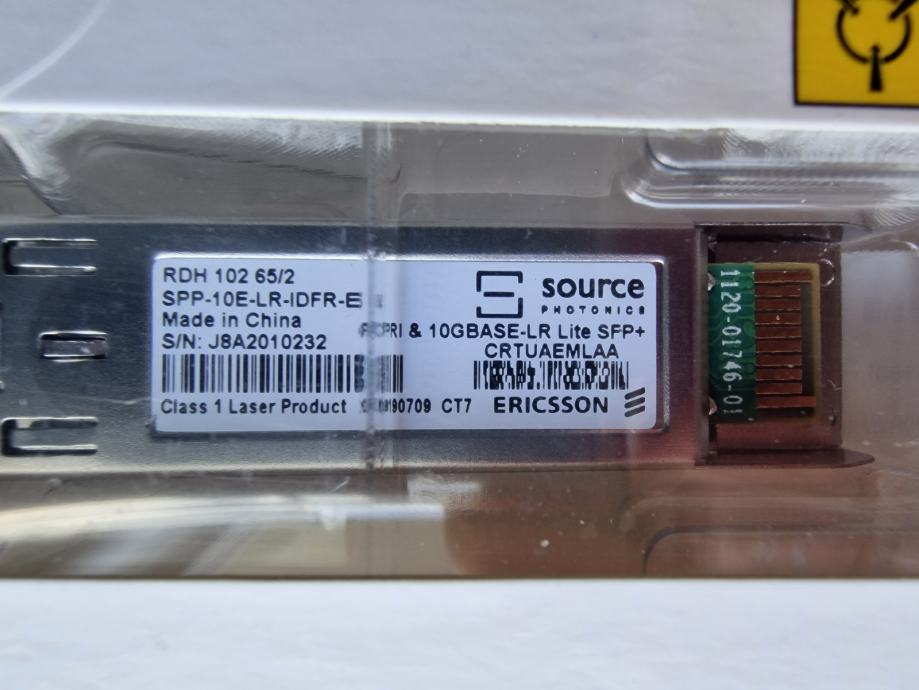 RDH 102 65/2
SPP-10E-LR-IDFR-E
Made in China
S/N: J8A2010232
Class 1 Laser Product
source
PHOTONICS
& 10GBASE-LR Lite SFP+
CRTUAEMLAA
CT7
ERICSSON
1120-01746-01